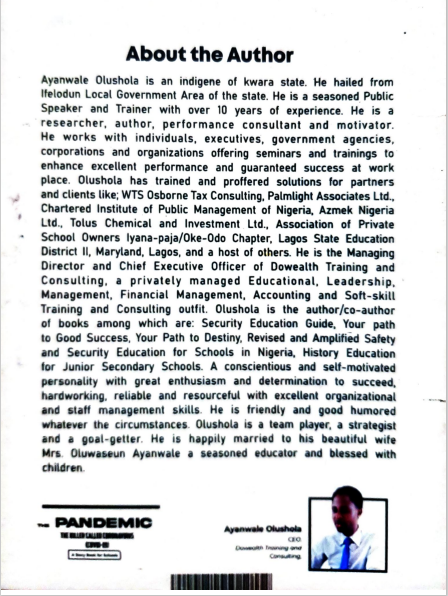 About the Author
Ayanwale Olushola is an indigene of kwara state. He hailed from
Ifelodun Local Government Area of the state. He is a seasoned Public
Speaker and Trainer with over 10 years of experience. He is a
researcher, author, performance consultant and motivator.
He works with individuals, executives, government agencies,
corporations and organizations offering seminars and trainings to
enhance excellent performance and guaranteed success at work
place. Olushola has trained and proffered solutions for partners
and clients like; WTS Osborne Tax Consulting, Palmlight Associates Ltd.,
Chartered Institute of Public Management of Nigeria, Azmek Nigeria
Ltd., Tolus Chemical and Investment Ltd., Association of Private
School Owners Iyana-paja/Oke-Odo Chapter, Lagos State Education
District II, Maryland, Lagos, and a host of others. He is the Managing
Director and Chief Executive Officer of Dowealth Training and
Consulting, a privately managed Educational, Leadership,
Management, Financial Management, Accounting and Soft-skill
Training and Consulting outfit. Olushola is the author/co-author
of books among which are: Security Education Guide, Your path
to Good Success, Your Path to Destiny, Revised and Amplified Safety
and Security Education for Schools in Nigeria, History Education
for Junior Secondary Schools. A conscientious and self-motivated
personality with great enthusiasm and determination to succeed,
hardworking, reliable and resourceful with excellent organizational
and staff management skills. He is friendly and good humored
whatever the circumstances. Olushola is a team player, a strategist
and a goal-getter. He is happily married to his beautiful wife
Mrs. Oluwaseun Ayanwale a seasoned educator and blessed with
children.
THE PANDEMIC
THE KILLER CALLED CORONAVIRUS
(COVID-19)
A Story Book for Schools
Ayanwale Olushola
CEO
Dowealth Training and
Consulting.